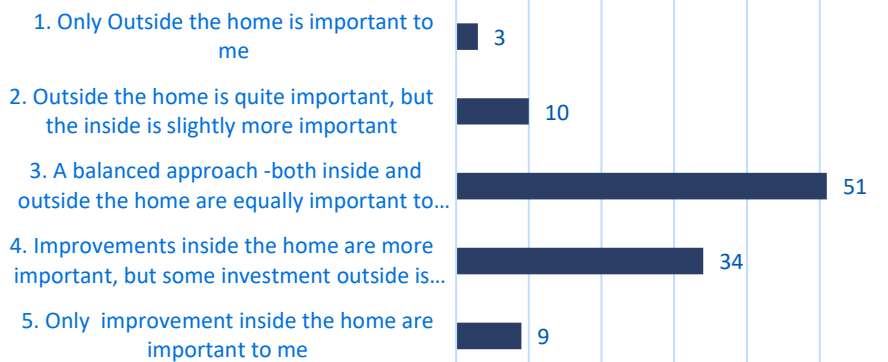 1. Only Outside the home is important to
me
3
2. Outside the home is quite important, but
the inside is slightly more important
10
3. A balanced approach -both inside and
outside the home are equally important to…
51
4. Improvements inside the home are more
important, but some investment outside is…
34
5. Only  improvement inside the home are
important to me
9